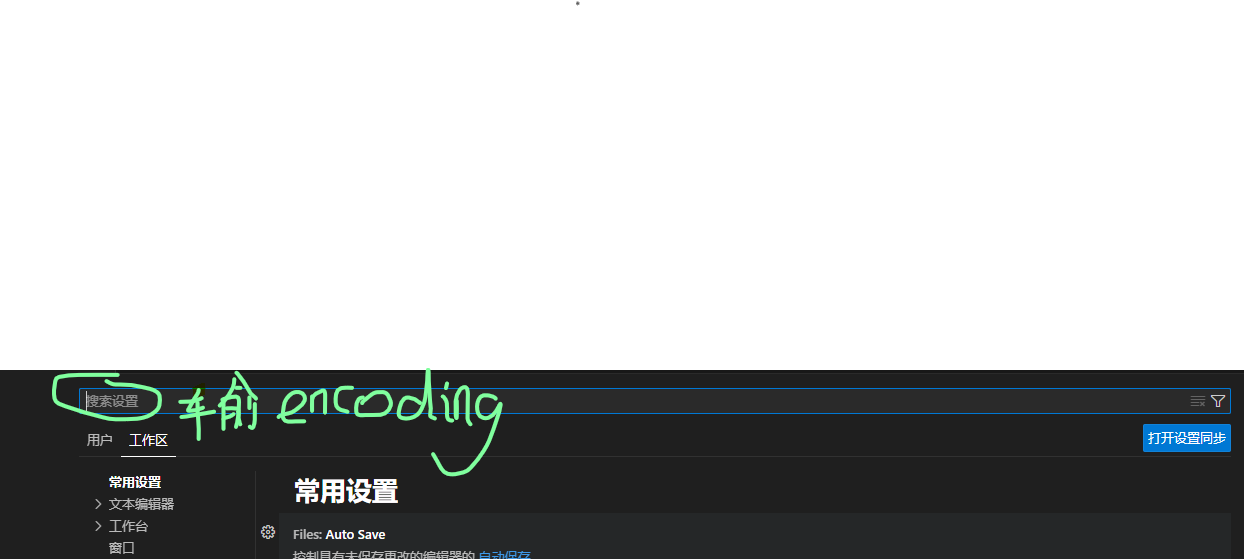 搜索设置 车前 encoding
用户 工作区 打开设置同步
常用设置 常用设置
文本编辑器
工作台 Files: Auto Save
窗口 控制具有未保存更改的编辑器的 自动保存